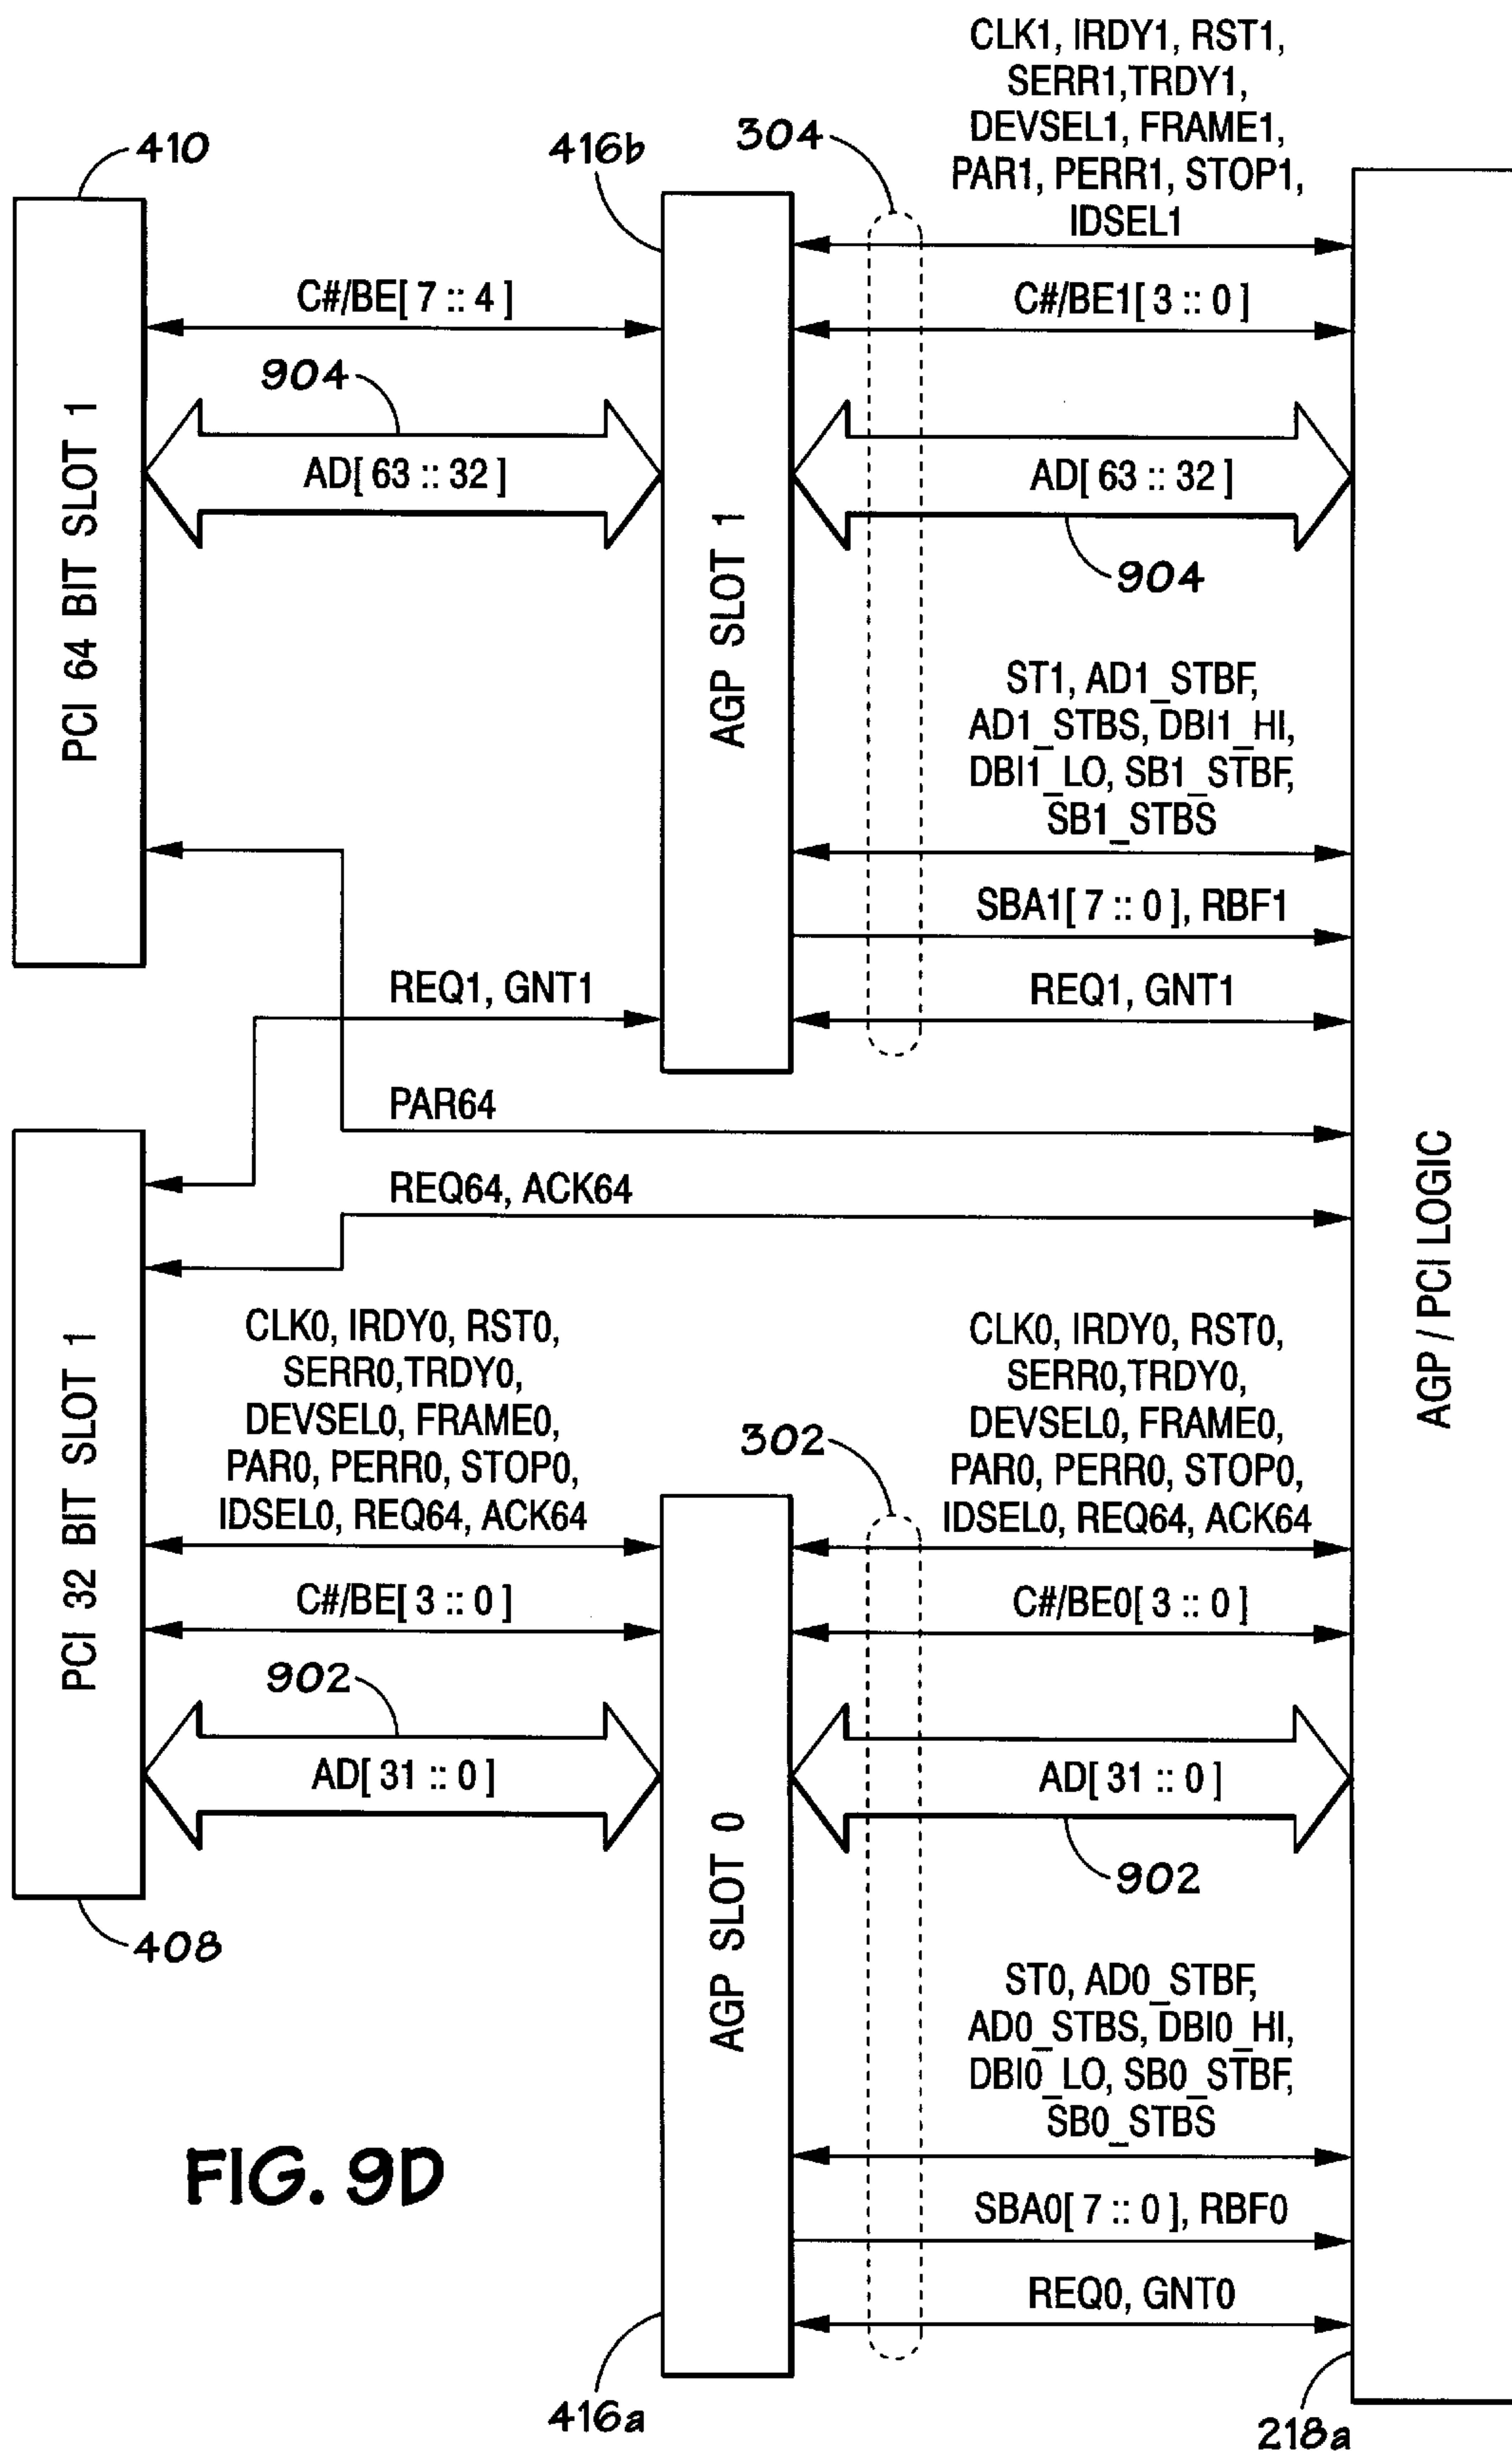 CLK1, IRDY1, RST1,
SERR1,TRDY1,
DEVSEL1, FRAME1,
PAR1, PERR1, STOP1,
IDSEL1
410
416b
304
C#/BE[ 7 :: 4 ]
C#/BE1[ 3 :: 0 ]
904
AD[ 63 :: 32 ]
AD[ 63 :: 32 ]
904
PCI 64 BIT SLOT 1
AGP SLOT 1
ST1, AD1_STBF,
AD1_STBS, DBI1_HI,
DBI1_LO, SB1_STBF,
SB1_STBS
SBA1[ 7 :: 0 ], RBF1
REQ1, GNT1
REQ1, GNT1
PAR64
REQ64, ACK64
AGP / PCI LOGIC
CLK0, IRDY0, RST0,
SERR0,TRDY0,
DEVSEL0, FRAME0,
PAR0, PERR0, STOP0,
IDSEL0, REQ64, ACK64
CLK0, IRDY0, RST0,
SERR0,TRDY0,
DEVSEL0, FRAME0,
PAR0, PERR0, STOP0,
IDSEL0, REQ64, ACK64
302
PCI 32 BIT SLOT 1
C#/BE[ 3 :: 0 ]
C#/BE0[ 3 :: 0 ]
902
AD[ 31 :: 0 ]
AD[ 31 :: 0 ]
902
408
AGP SLOT 0
ST0, AD0_STBF,
AD0_STBS, DBI0_HI,
DBI0_LO, SB0_STBF,
SB0_STBS
SBA0[ 7 :: 0 ], RBF0
REQ0, GNT0
FIG. 9D
416a
218a